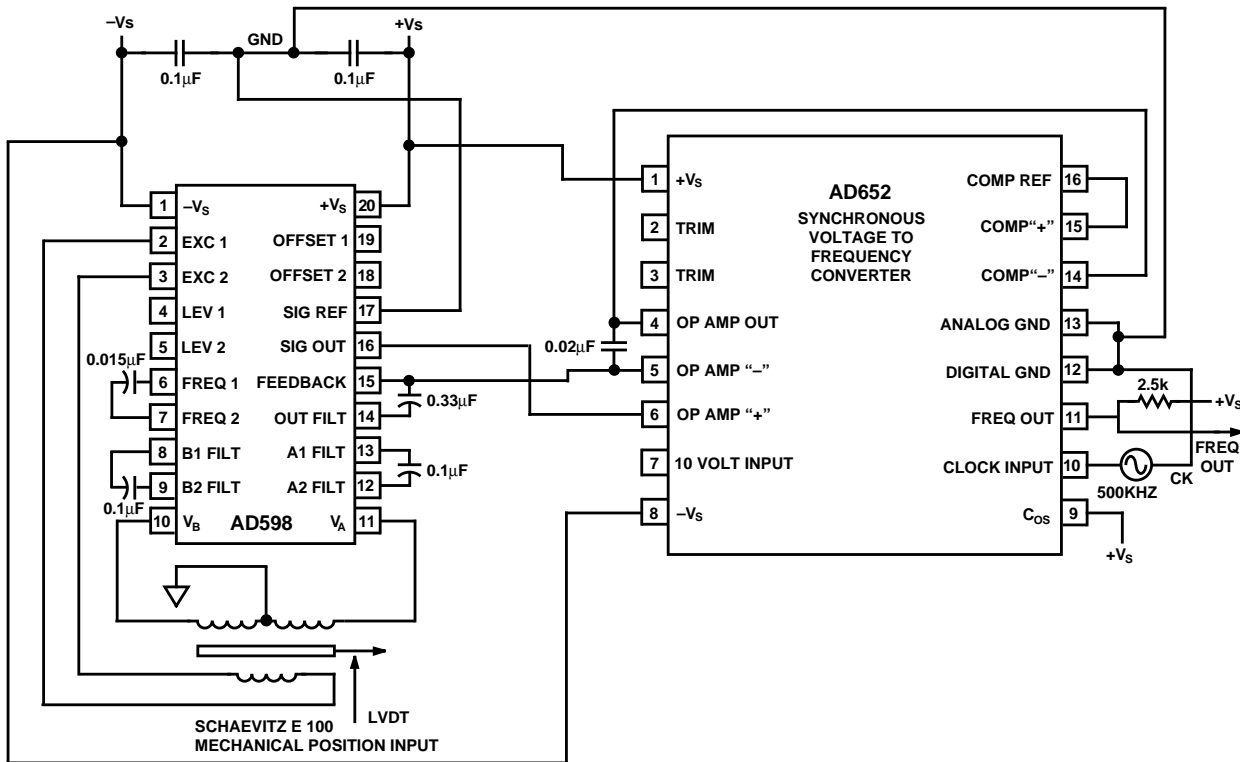 –VS
+VS
GND
0.1μF
0.1μF
1
–VS
+VS
20
2
EXC 1
OFFSET 1
19
3
EXC 2
OFFSET 2
18
4
LEV 1
SIG REF
17
5
LEV 2
SIG OUT
16
0.015μF
6
FREQ 1
FEEDBACK
15
0.33μF
7
FREQ 2
OUT FILT
14
8
B1 FILT
A1 FILT
13
0.1μF
9
B2 FILT
A2 FILT
12
0.1μF
10
VB
AD598
VA
11
SCHAEVITZ E 100
MECHANICAL POSITION INPUT
LVDT
AD652
SYNCHRONOUS
VOLTAGE TO
FREQUENCY
CONVERTER
1
+VS
COMP REF
16
2
TRIM
COMP“+”
15
3
TRIM
COMP“–”
14
4
OP AMP OUT
ANALOG GND
13
0.02μF
5
OP AMP “–”
DIGITAL GND
12
2.5k
+VS
6
OP AMP “+”
FREQ OUT
11
FREQ
OUT
7
10 VOLT INPUT
CLOCK INPUT
10
500KHZ
CK
8
–VS
COS
9
+VS